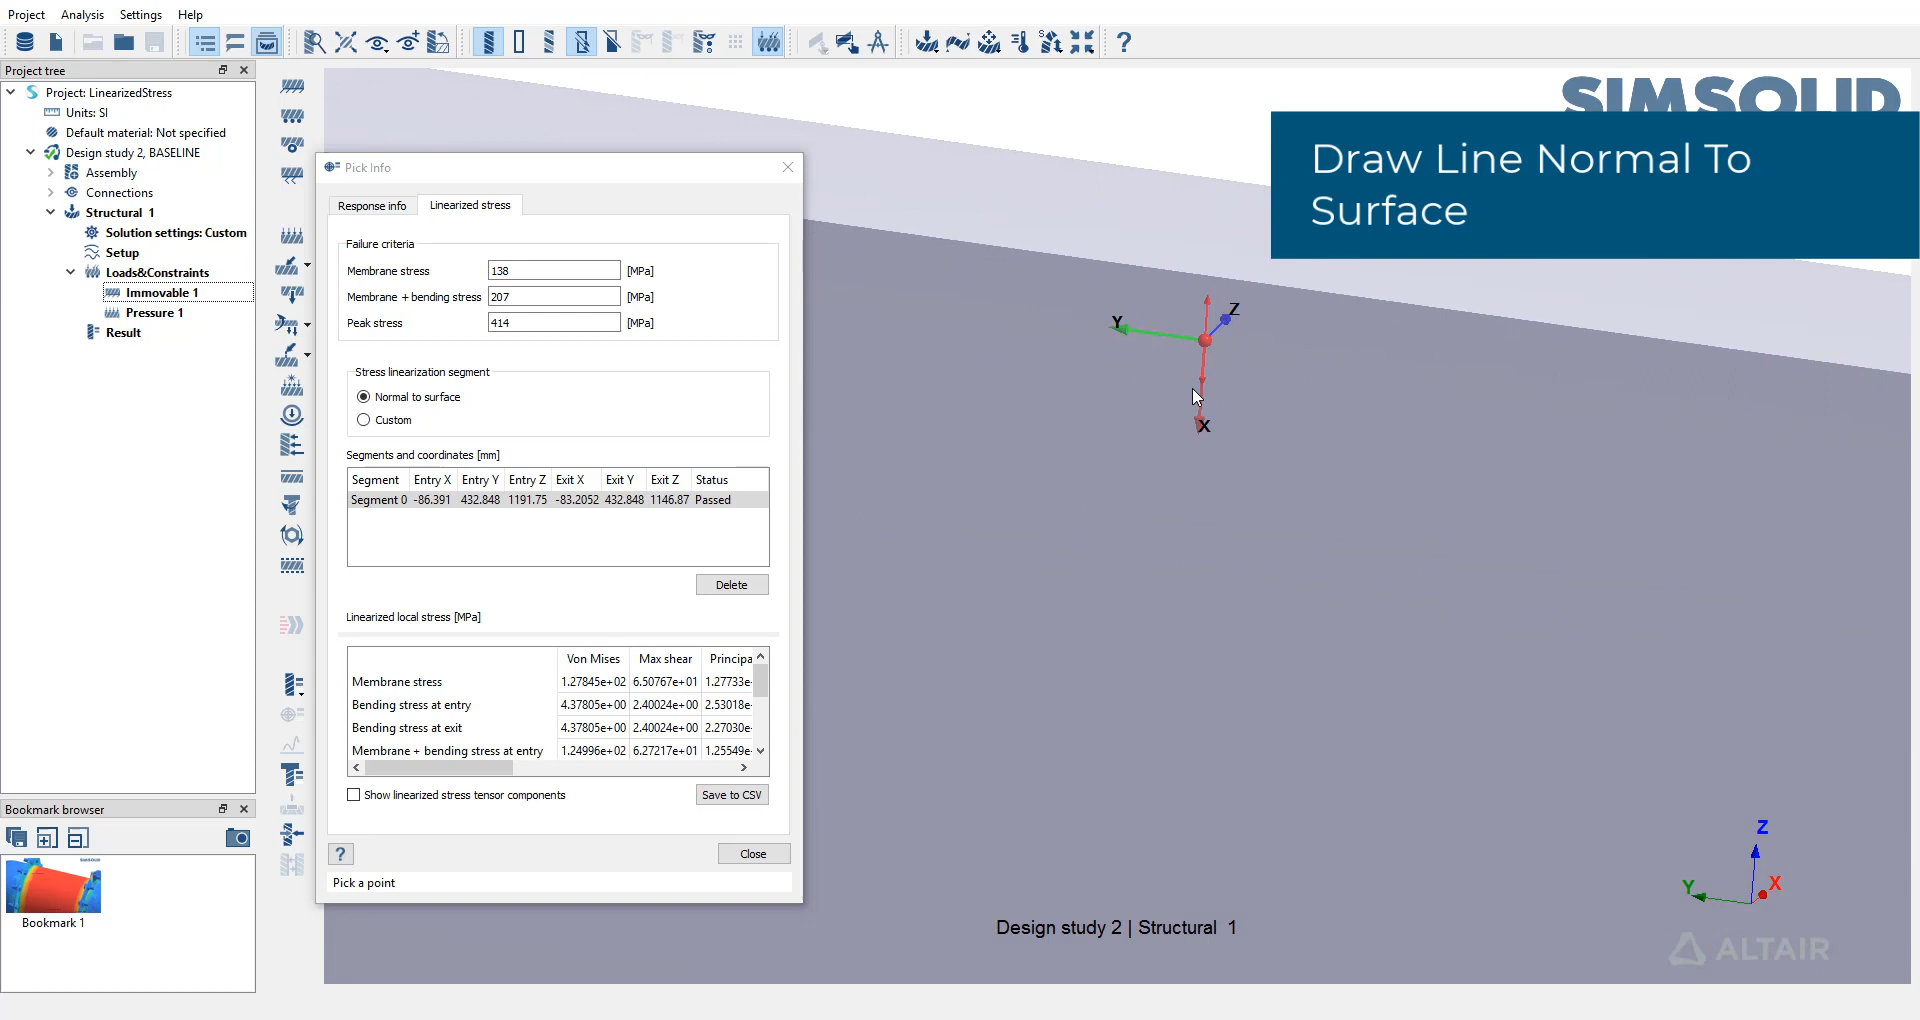 Project Analysis Settings Help
Project tree
Project: LinearizedStress
Units: SI
Default material: Not specified
Design study 2, BASELINE
Assembly
Connections
Structural 1
Solution settings: Custom
Setup
Loads&Constraints
Immovable 1
Pressure 1
Result
Bookmark browser
Bookmark 1
Pick Info
Response info Linearized stress
Failure criteria
Membrane stress 138 [MPa]
Membrane + bending stress 207 [MPa]
Peak stress 414 [MPa]
Stress linearization segment
Normal to surface
Custom
Segments and coordinates [mm]
Segment Entry X Entry Y Entry Z Exit X Exit Y Exit Z Status
Segment 0 -86.391 432.848 1191.75 -83.2052 432.848 1146.87 Passed
Delete
Linearized local stress [MPa]
Von Mises Max shear Principa
Membrane stress 1.27845e+02 6.50767e+01 1.27733e-
Bending stress at entry 4.37805e+00 2.40024e+00 2.53018e-
Bending stress at exit 4.37805e+00 2.40024e+00 2.27030e-
Membrane + bending stress at entry 1.24996e+02 6.27217e+01 1.25549e-
Show linearized stress tensor components Save to CSV
? Close
Pick a point
SIMSOLID
Draw Line Normal To
Surface
Y Z
X
Design study 2 | Structural 1
Z
Y X
ALTAIR